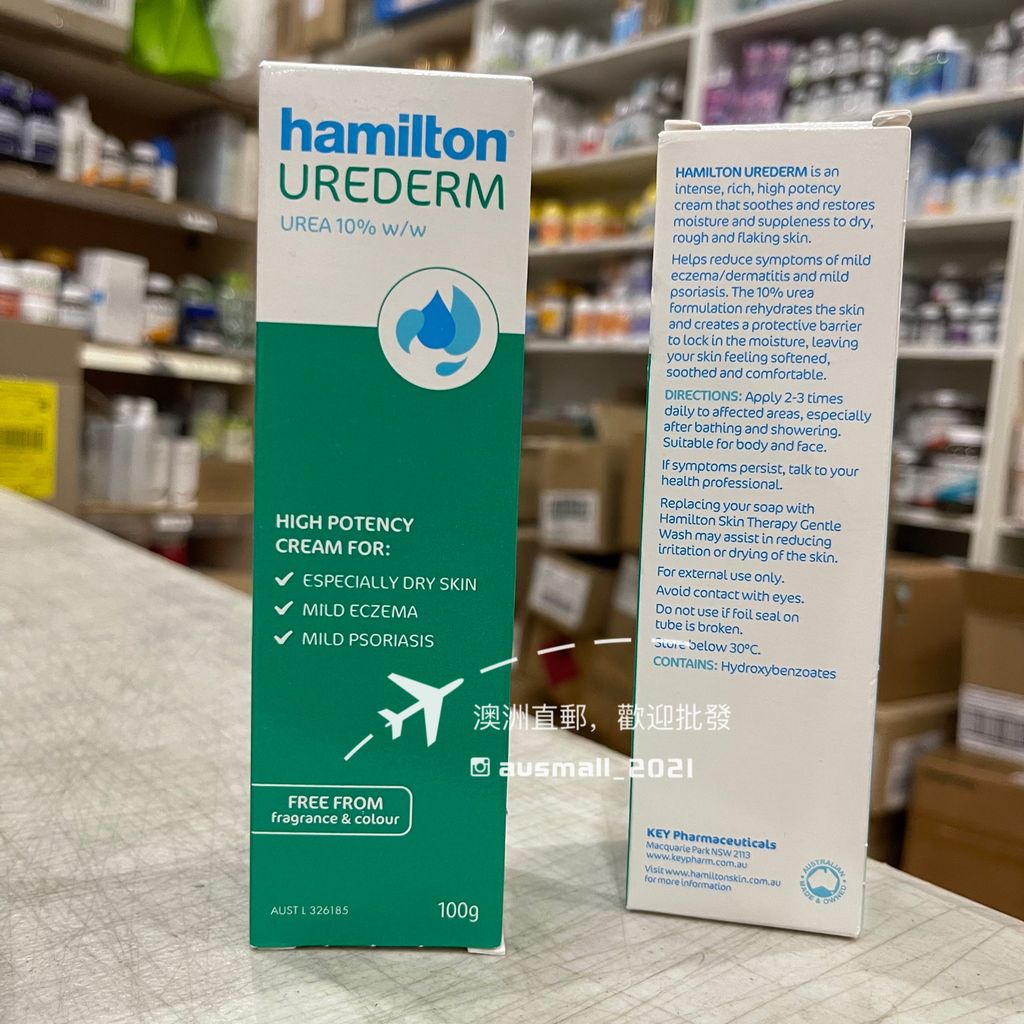 hamilton®
UREDERM
UREA 10% w/w
HIGH POTENCY
CREAM FOR:
ESPECIALLY DRY SKIN
MILD ECZEMA
MILD PSORIASIS
FREE FROM
fragrance & colour
AUST L 326185
100g
HAMILTON UREDERM is an
intense, rich, high potency
cream that soothes and restores
moisture and suppleness to dry,
rough and flaking skin.
Helps reduce symptoms of mild
eczema/dermatitis and mild
psoriasis. The 10% urea
formulation rehydrates the skin
and creates a protective barrier
to lock in the moisture, leaving
your skin feeling softened,
soothed and comfortable.
DIRECTIONS: Apply 2-3 times
daily to affected areas, especially
after bathing and showering.
Suitable for body and face.
If symptoms persist, talk to your
health professional.
Replacing your soap with
Hamilton Skin Therapy Gentle
Wash may assist in reducing
irritation or drying of the skin.
For external use only.
Avoid contact with eyes.
Do not use if foil seal on
tube is broken.
Store below 30°C.
CONTAINS: Hydroxybenzoates
KEY Pharmaceuticals
Macquarie Park NSW 2113
www.keypharm.com.au
Visit www.hamiltonskin.com.au
for more information
AUSTRALIAN
MADE & OWNED
澳洲直郵，歡迎批發
ausmall_2021